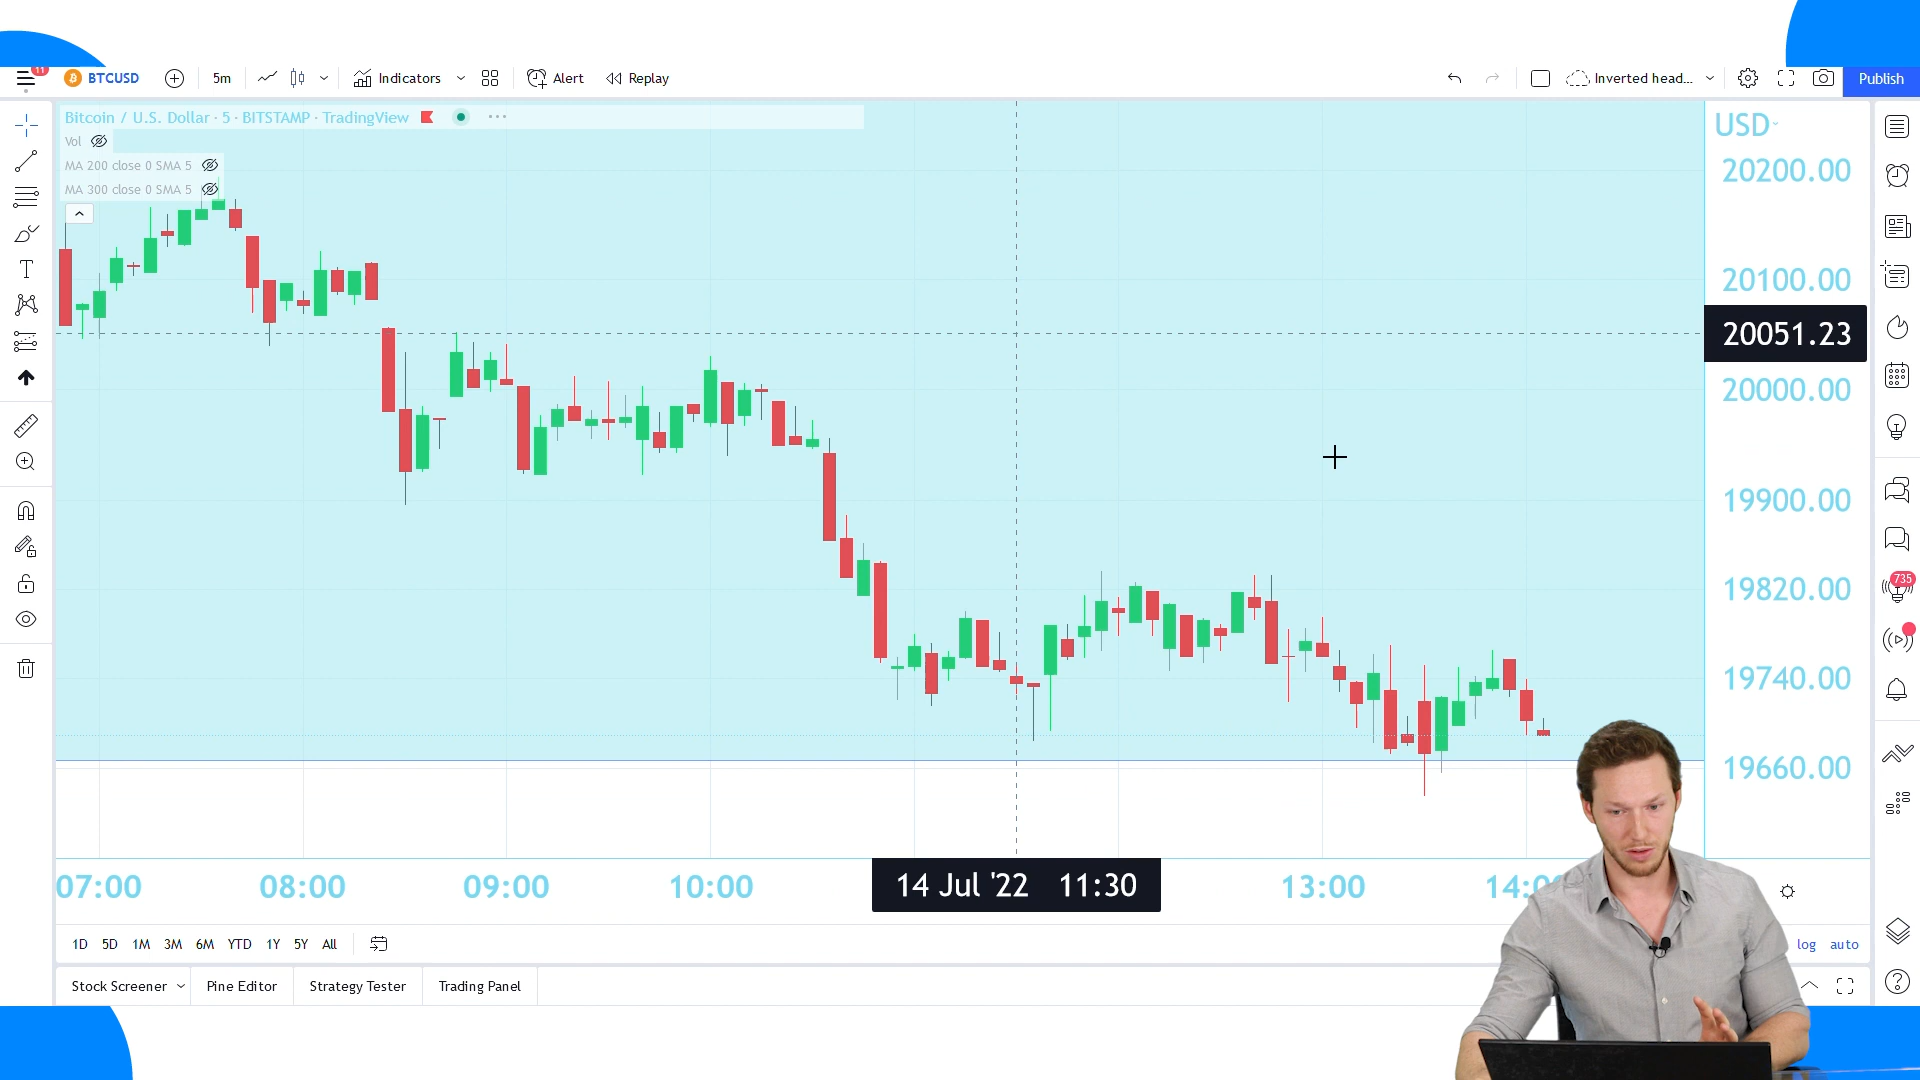 11
BTCUSD
5m
Indicators
Alert
Replay
Inverted head...
Publish
Bitcoin / U.S. Dollar · 5 · BITSTAMP · TradingView
Vol
MA 200 close 0 SMA 5
MA 300 close 0 SMA 5
USD
20200.00
20100.00
20051.23
20000.00
19900.00
19820.00
19740.00
19660.00
735
07:00
08:00
09:00
10:00
14 Jul '22 11:30
13:00
1D 5D 1M 3M 6M YTD 1Y 5Y All
log auto
Stock Screener
Pine Editor
Strategy Tester
Trading Panel